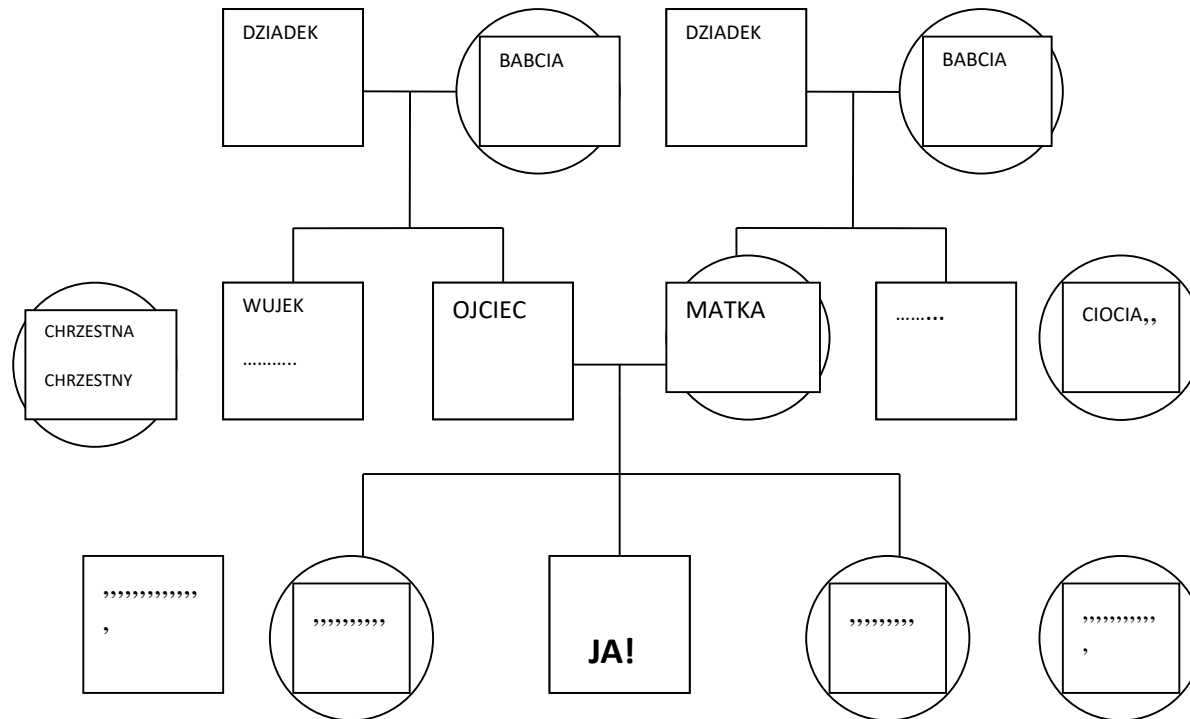 DZIADEK
BABCIA
DZIADEK
BABCIA
CHRZESTNA
CHRZESTNY
WUJEK
………..
OJCIEC
MATKA
……...
CIOCIA,,
,,,,,,,,,,,,,
,
,,,,,,,,,,
JA!
,,,,,,,,,
,,,,,,,,,,,
,